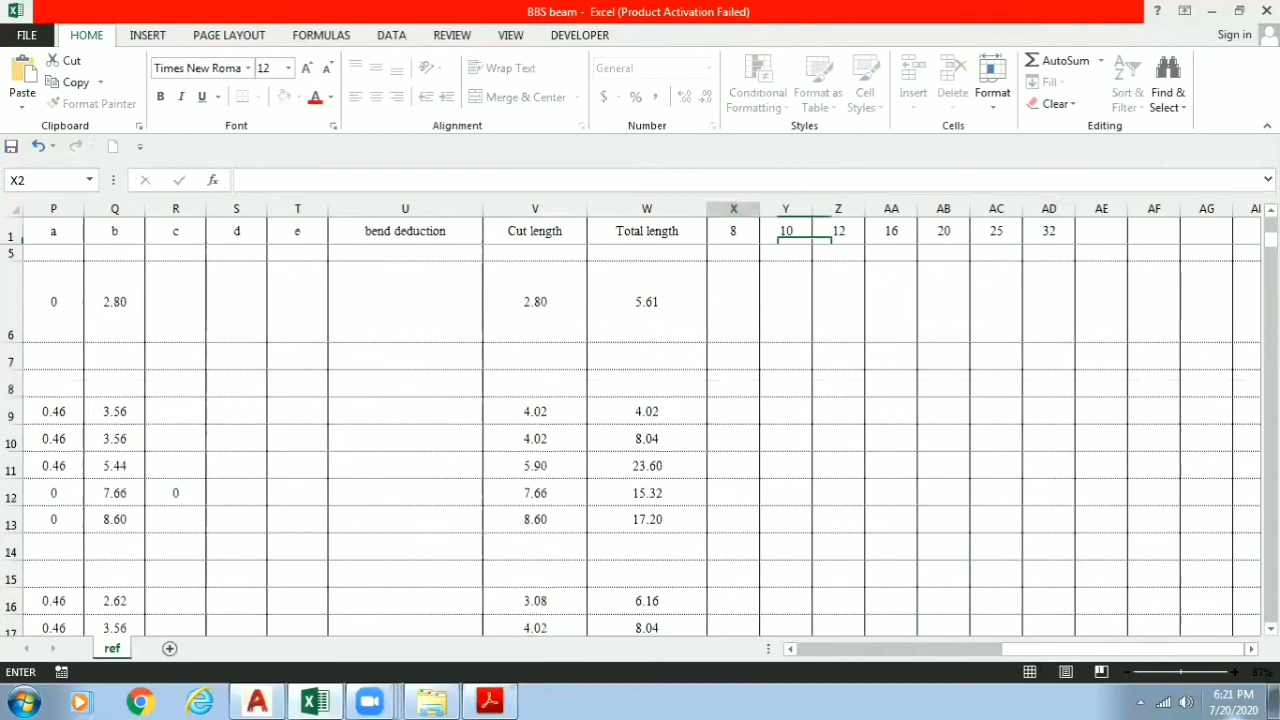 BBS beam - Excel (Product Activation Failed)
FILE HOME INSERT PAGE LAYOUT FORMULAS DATA REVIEW VIEW DEVELOPER Sign in
Paste Cut Copy Format Painter
Clipboard
Times New Roma 12
B I U
Font
Wrap Text
Merge & Center
Alignment
General
$ % ,
Number
Conditional Formatting Format as Table Cell Styles
Styles
Insert Delete Format
Cells
AutoSum Fill Clear Sort & Filter Find & Select
Editing
X2
P Q R S T U V W X Y Z AA AB AC AD AE AF AG
1 a b c d e bend deduction Cut length Total length 8 10 12 16 20 25 32
5
6 0 2.80 2.80 5.61
7
8
9 0.46 3.56 4.02 4.02
10 0.46 3.56 4.02 8.04
11 0.46 5.44 5.90 23.60
12 0 7.66 0 7.66 15.32
13 0 8.60 8.60 17.20
14
15
16 0.46 2.62 3.08 6.16
17 0.46 3.56 4.02 8.04
ref
ENTER 87%
6:21 PM
7/20/2020